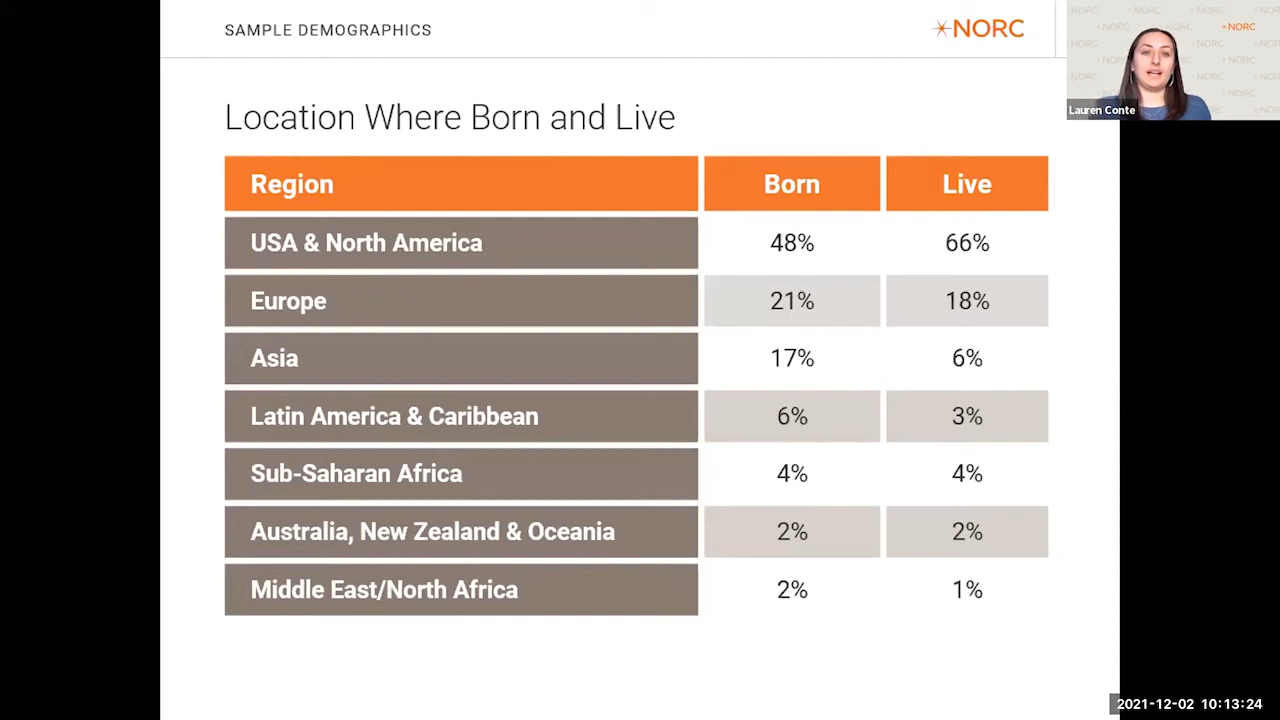 SAMPLE DEMOGRAPHICS
NORC
NORC
Lauren Conte
Location Where Born and Live
Region Born Live
USA & North America 48% 66%
Europe 21% 18%
Asia 17% 6%
Latin America & Caribbean 6% 3%
Sub-Saharan Africa 4% 4%
Australia, New Zealand & Oceania 2% 2%
Middle East/North Africa 2% 1%
2021-12-02 10:13:24